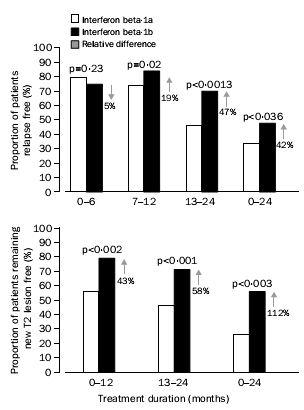 Interferon beta-1a
Interferon beta-1b
Relative difference
Proportion of patients
relapse free (%)
100
90
80
70
60
50
40
30
20
10
0
p=0·23
5%
p=0·02
19%
p<0·0013
47%
p<0·036
42%
0–6
7–12
13–24
0–24
Proportion of patients remaining
new T2 lesion free (%)
100
90
80
70
60
50
40
30
20
10
0
p<0·002
43%
p<0·001
58%
p<0·003
112%
0–12
13–24
0–24
Treatment duration (months)